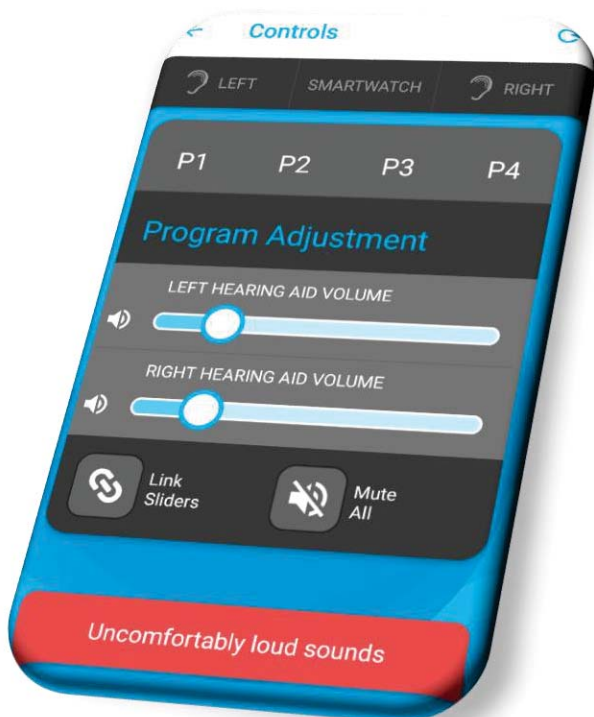 Controls
LEFT
SMARTWATCH
RIGHT
P1 P2 P3 P4
Program Adjustment
LEFT HEARING AID VOLUME
RIGHT HEARING AID VOLUME
Link
Sliders
Mute
All
Uncomfortably loud sounds